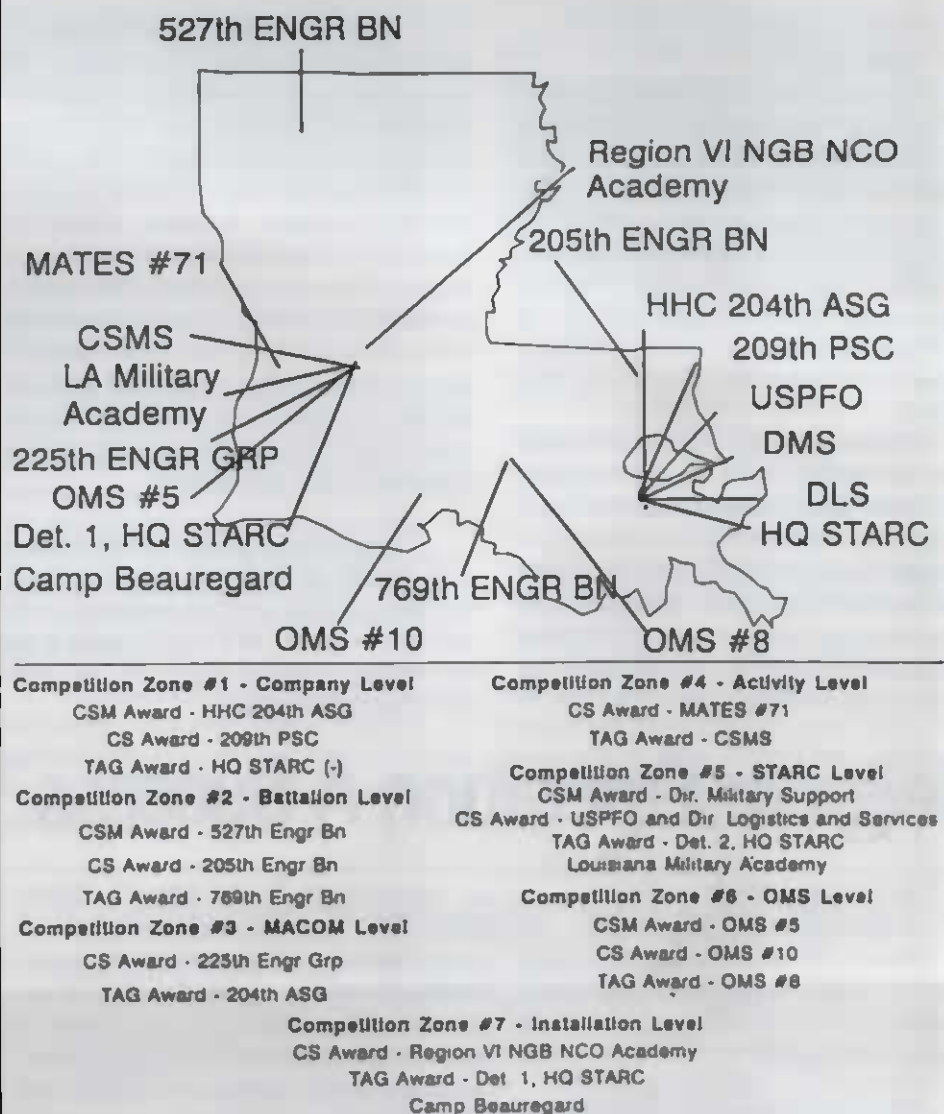 527th ENGR BN
Region VI NGB NCO
Academy
205th ENGR BN
MATES #71
HHC 204th ASG
CSMS
209th PSC
LA Military
Academy
USPFO
DMS
225th ENGR GRP
OMS #5
DLS
Det. 1, HQ STARC
HQ STARC
Camp Beauregard
769th ENGR BN
OMS #10
OMS #8
Competition Zone #1 - Company Level
CSM Award - HHC 204th ASG
CS Award - 209th PSC
TAG Award - HQ STARC (-)
Competition Zone #2 - Battalion Level
CSM Award - 527th Engr Bn
CS Award - 205th Engr Bn
TAG Award - 769th Engr Bn
Competition Zone #3 - MACOM Level
CS Award - 225th Engr Grp
TAG Award - 204th ASG
Competition Zone #4 - Activity Level
CS Award - MATES #71
TAG Award - CSMS
Competition Zone #5 - STARC Level
CSM Award - Dir. Military Support
CS Award - USPFO and Dir. Logistics and Services
TAG Award - Det. 2, HQ STARC
Louisiana Military Academy
Competition Zone #6 - OMS Level
CSM Award - OMS #5
CS Award - OMS #10
TAG Award - OMS #8
Competition Zone #7 - Installation Level
CS Award - Region VI NGB NCO Academy
TAG Award - Det 1, HQ STARC
Camp Beauregard